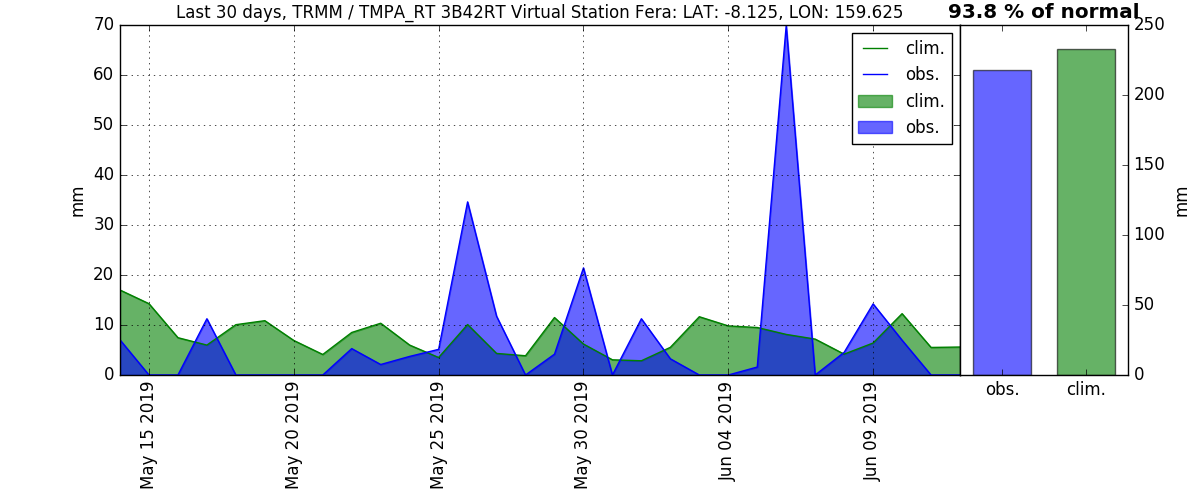 Last 30 days, TRMM / TMPA_RT 3B42RT Virtual Station Fera: LAT: -8.125, LON: 159.625
93.8 % of normal
70
60
50
40
30
20
10
0
mm
clim.
obs.
clim.
obs.
May 15 2019
May 20 2019
May 25 2019
May 30 2019
Jun 04 2019
Jun 09 2019
250
200
150
100
50
0
mm
obs.
clim.